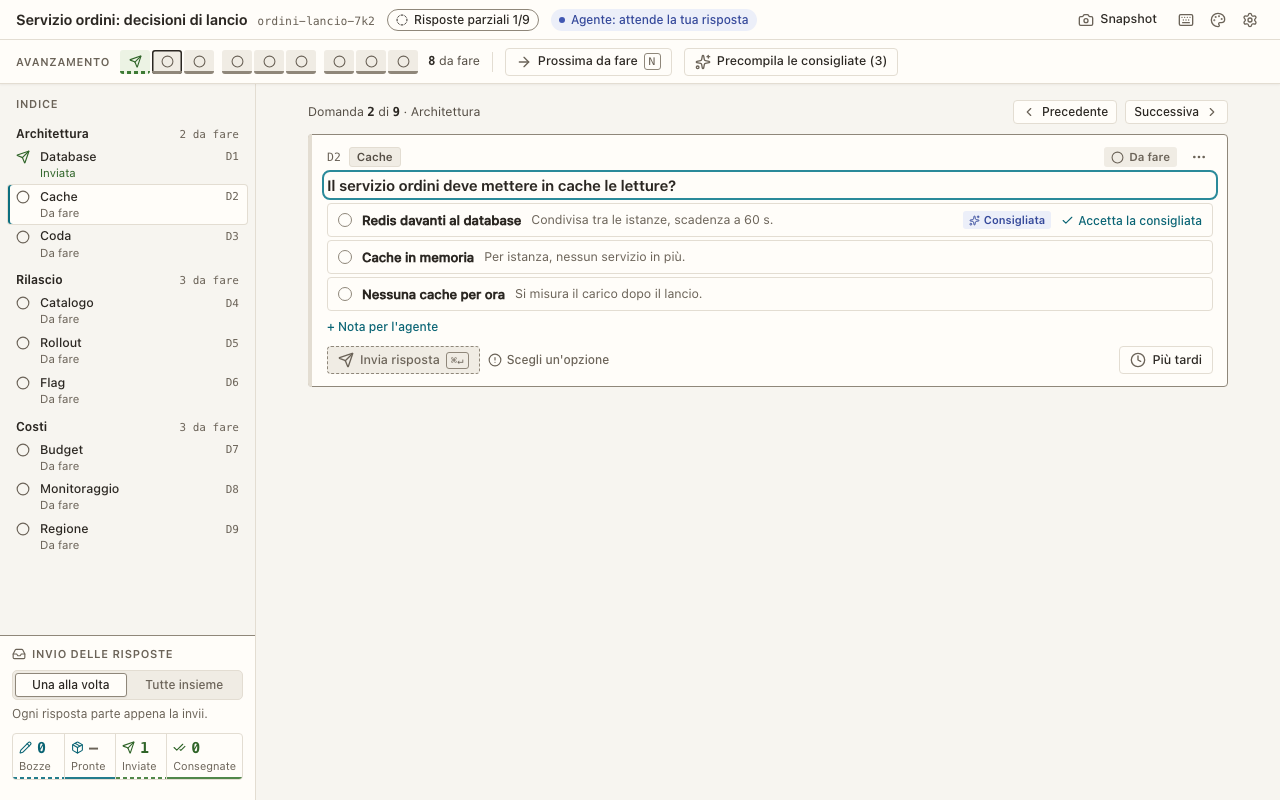 Servizio ordini: decisioni di lancio ordini-lancio-7k2 Risposte parziali 1/9 Agente: attende la tua risposta Snapshot
AVANZAMENTO 8 da fare Prossima da fare N Precompila le consigliate (3)
INDICE
Architettura 2 da fare
Database D1
Inviata
Cache D2
Da fare
Coda D3
Da fare
Rilascio 3 da fare
Catalogo D4
Da fare
Rollout D5
Da fare
Flag D6
Da fare
Costi 3 da fare
Budget D7
Da fare
Monitoraggio D8
Da fare
Regione D9
Da fare
INVIO DELLE RISPOSTE
Una alla volta Tutte insieme
Ogni risposta parte appena la invii.
0 – 1 0
Bozze Pronte Inviate Consegnate
Domanda 2 di 9 · Architettura Precedente Successiva
D2 Cache Da fare
Il servizio ordini deve mettere in cache le letture?
Redis davanti al database Condivisa tra le istanze, scadenza a 60 s. Consigliata Accetta la consigliata
Cache in memoria Per istanza, nessun servizio in più.
Nessuna cache per ora Si misura il carico dopo il lancio.
+ Nota per l'agente
Invia risposta ⌘↵ Scegli un'opzione Più tardi